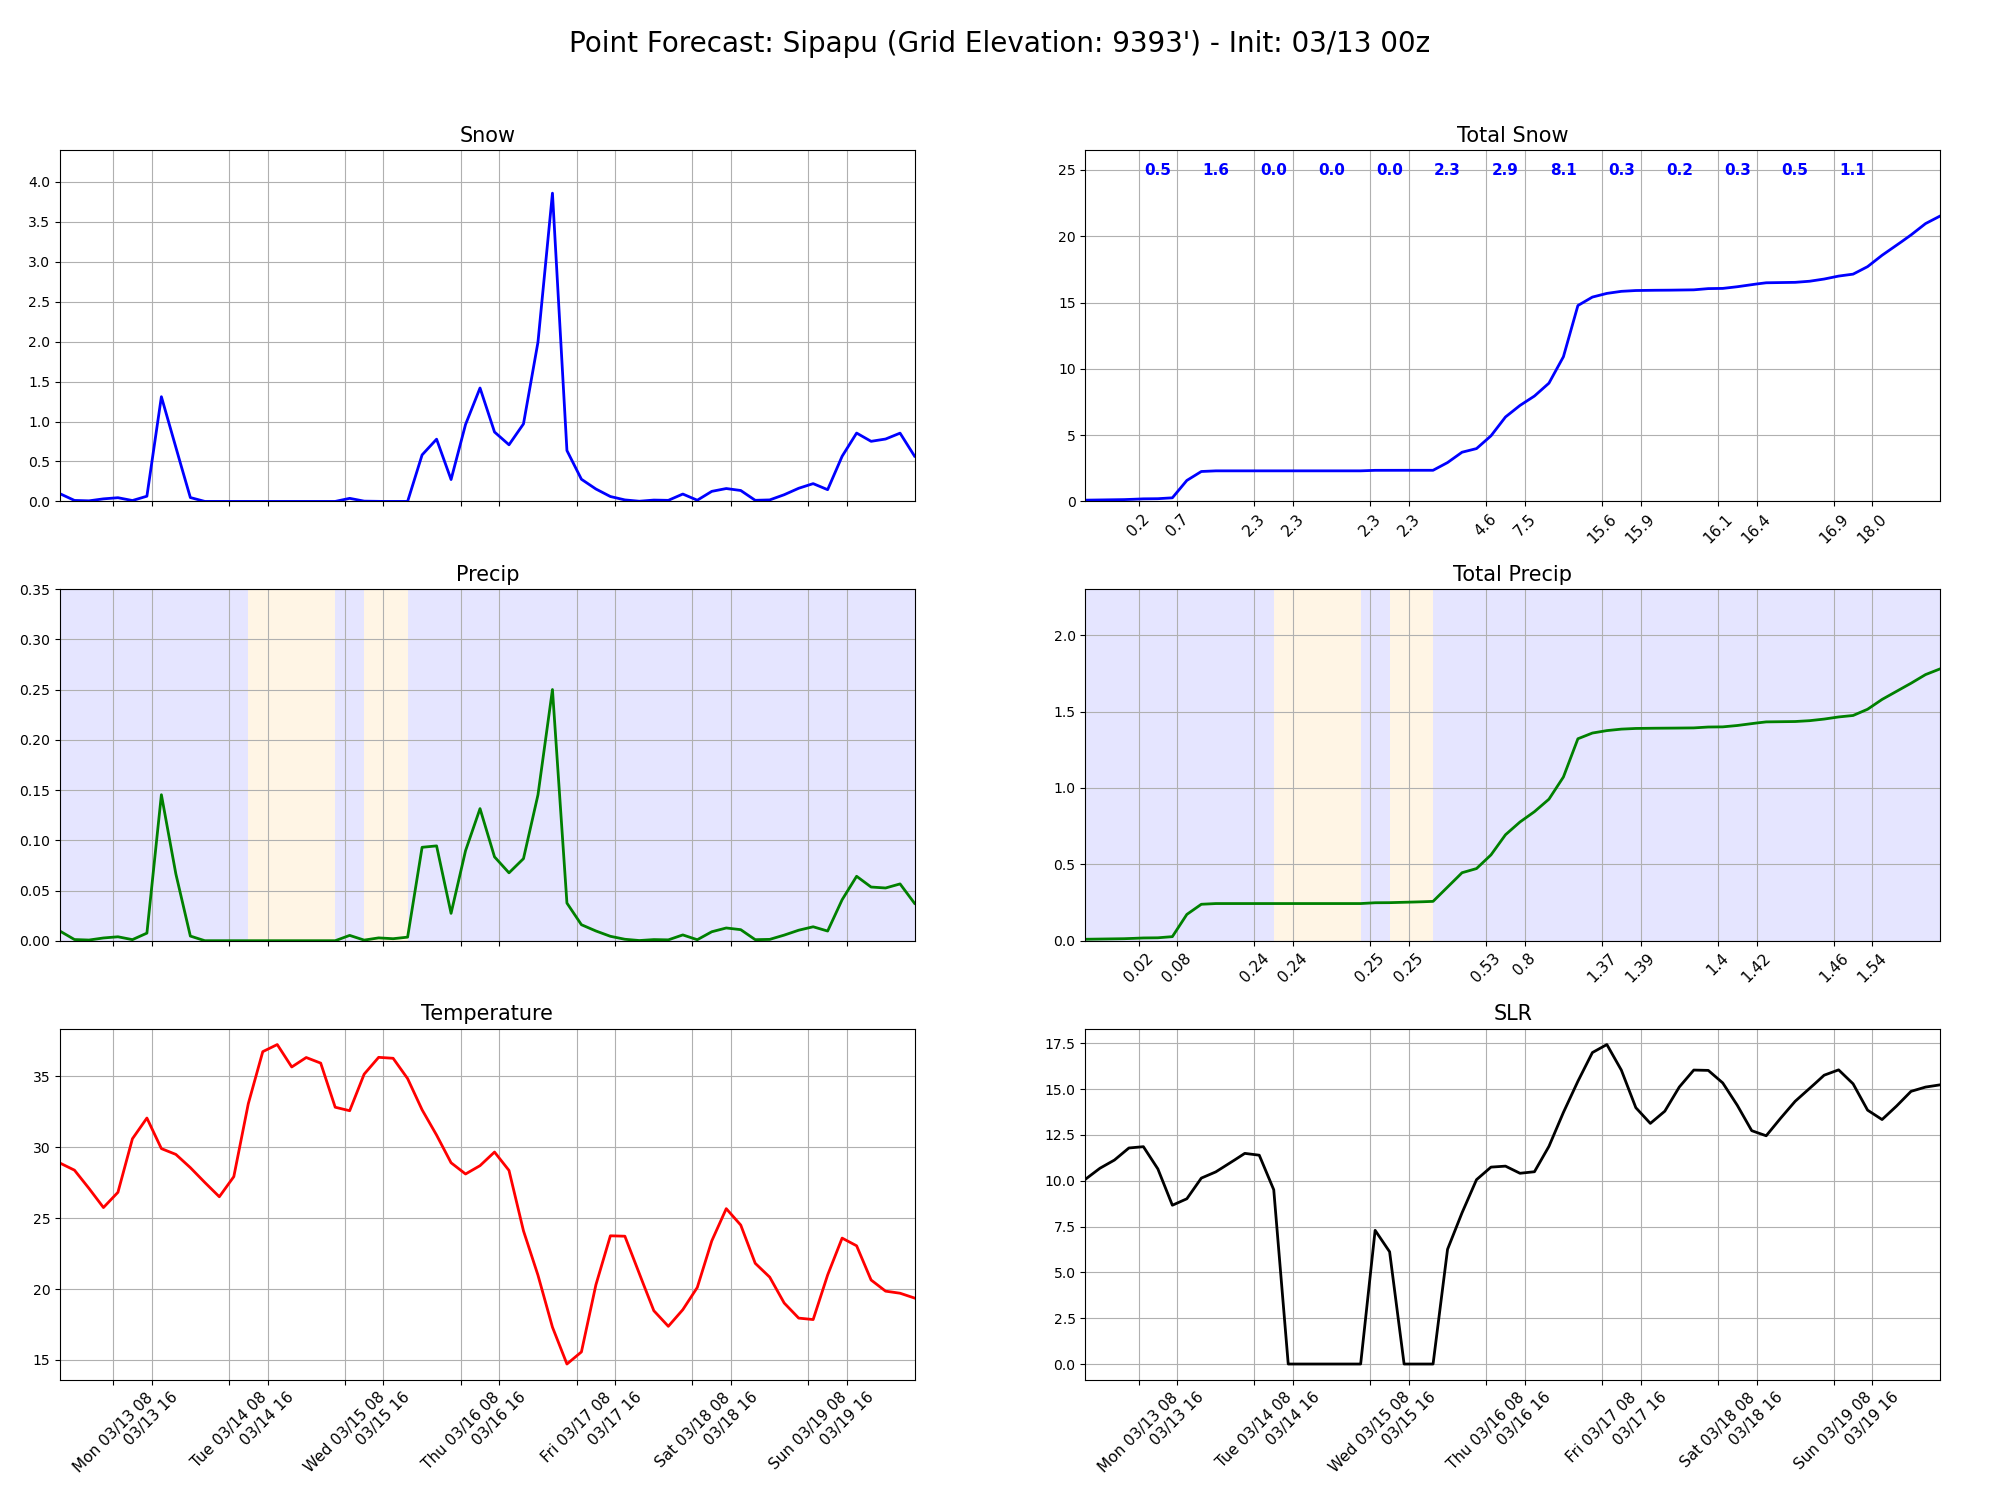 Point Forecast: Sipapu (Grid Elevation: 9393') - Init: 03/13 00z
Snow
4.0
3.5
3.0
2.5
2.0
1.5
1.0
0.5
0.0
Total Snow
0.5 1.6 0.0 0.0 0.0 2.3 2.9 8.1 0.3 0.2 0.3 0.5 1.1
25
20
15
10
5
0
0.2 0.7 2.3 2.3 2.3 2.3 4.6 7.5 15.6 15.9 16.1 16.4 16.9 18.0
Precip
0.35
0.30
0.25
0.20
0.15
0.10
0.05
0.00
Total Precip
2.0
1.5
1.0
0.5
0.0
0.02 0.08 0.24 0.24 0.25 0.25 0.53 0.8 1.37 1.39 1.4 1.42 1.46 1.54
Temperature
35
30
25
20
15
Mon 03/13 08
03/13 16
Tue 03/14 08
03/14 16
Wed 03/15 08
03/15 16
Thu 03/16 08
03/16 16
Fri 03/17 08
03/17 16
Sat 03/18 08
03/18 16
Sun 03/19 08
03/19 16
SLR
17.5
15.0
12.5
10.0
7.5
5.0
2.5
0.0
Mon 03/13 08
03/13 16
Tue 03/14 08
03/14 16
Wed 03/15 08
03/15 16
Thu 03/16 08
03/16 16
Fri 03/17 08
03/17 16
Sat 03/18 08
03/18 16
Sun 03/19 08
03/19 16